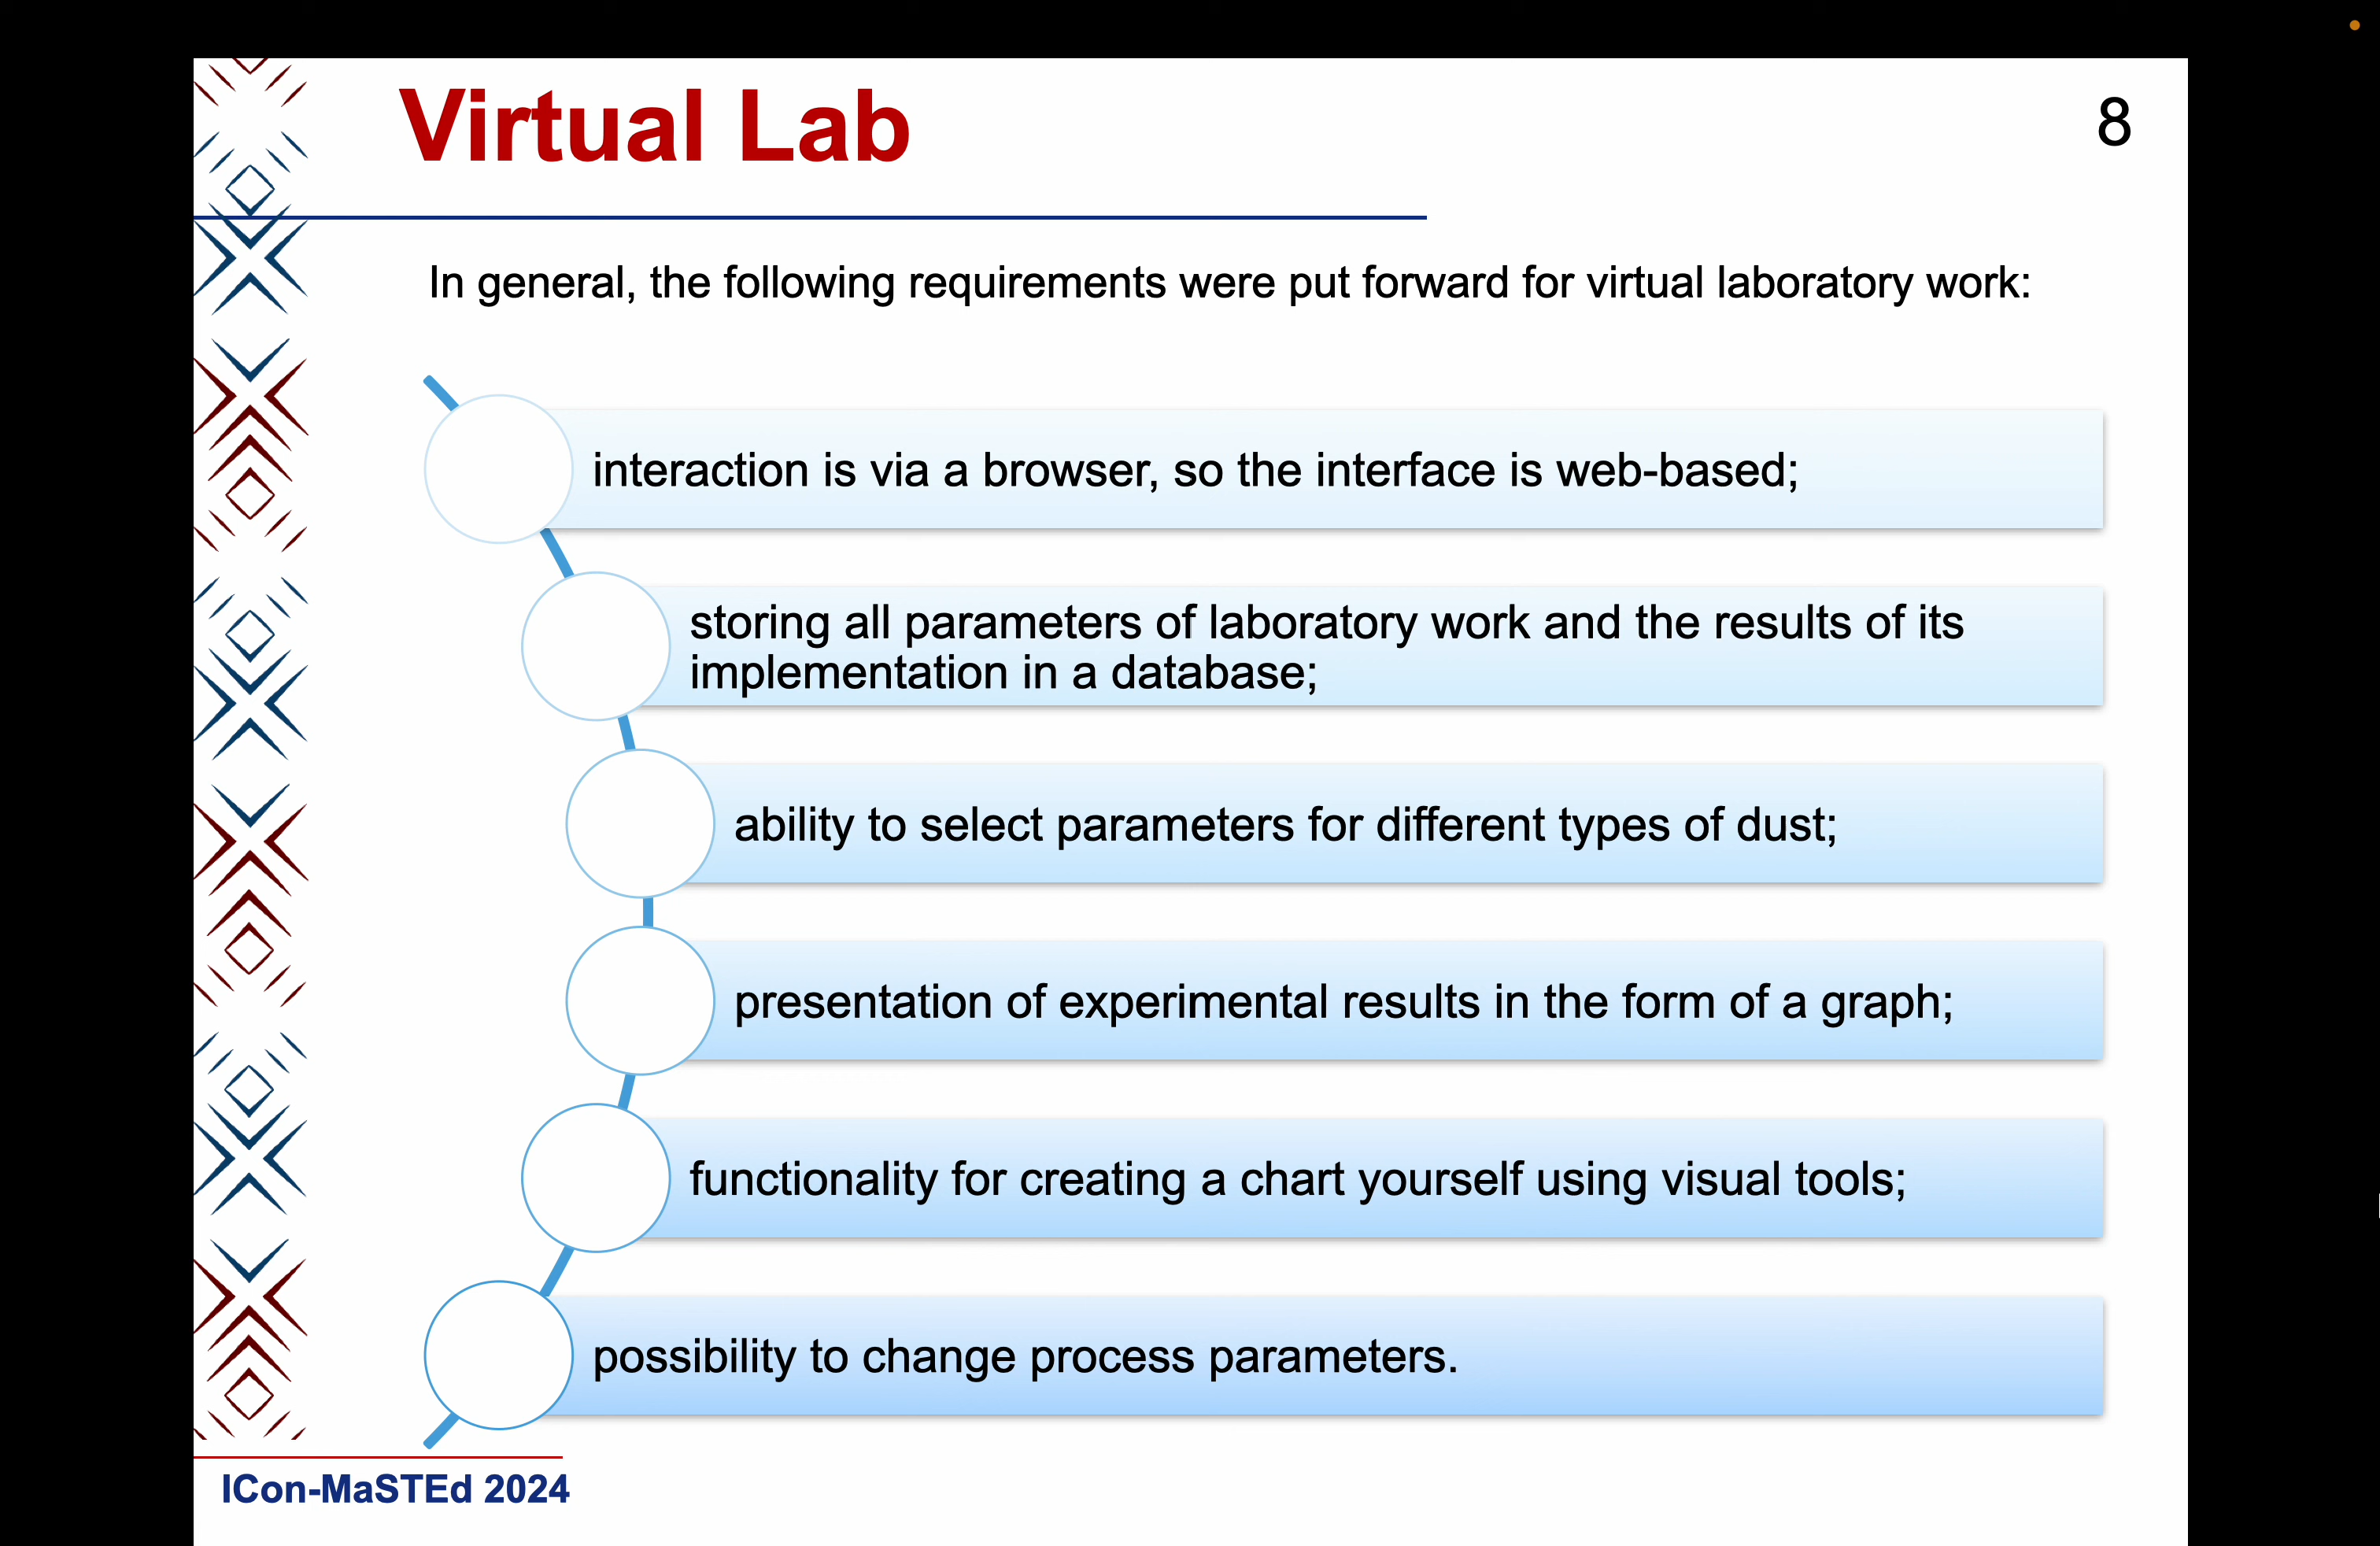 Virtual Lab
8
In general, the following requirements were put forward for virtual laboratory work:
interaction is via a browser, so the interface is web-based;
storing all parameters of laboratory work and the results of its
implementation in a database;
ability to select parameters for different types of dust;
presentation of experimental results in the form of a graph;
functionality for creating a chart yourself using visual tools;
possibility to change process parameters.
ICon-MaSTEd 2024